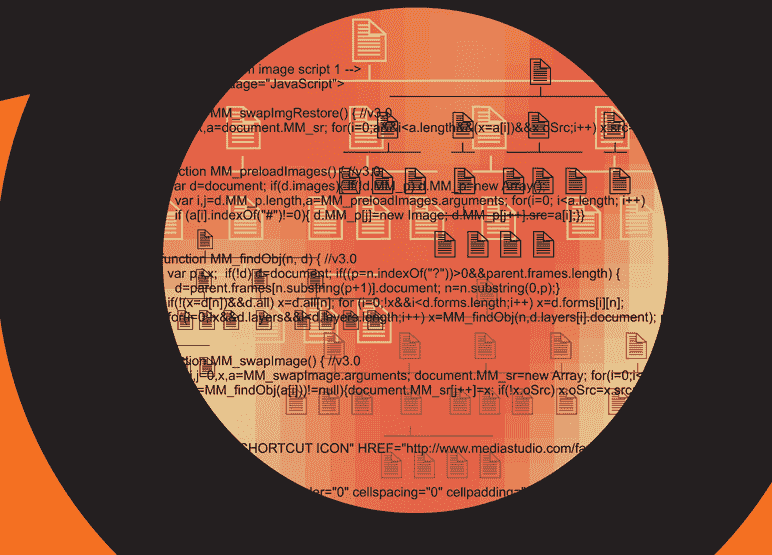 image script 1 -->
uage="JavaScript">
MM_swapImgRestore() { //v3.0
x,a=document.MM_sr; for(i=0;a&&i<a.length&&(x=a[i])&&x.oSrc;i++) x.src=
ction MM_preloadImages() { //v3.0
var d=document; if(d.images){ if(!d.MM_p) d.MM_p=new Array();
var i,j=d.MM_p.length,a=MM_preloadImages.arguments; for(i=0; i<a.length; i++)
if (a[i].indexOf("#")!=0){ d.MM_p[j]=new Image; d.MM_p[j++].src=a[i];}}
unction MM_findObj(n, d) { //v3.0
var p,i,x; if(!d) d=document; if((p=n.indexOf("?"))>0&&parent.frames.length) {
d=parent.frames[n.substring(p+1)].document; n=n.substring(0,p);}
if(!(x=d[n])&&d.all) x=d.all[n]; for (i=0;!x&&i<d.forms.length;i++) x=d.forms[i][n];
for(i=0;!x&&d.layers&&i<d.layers.length;i++) x=MM_findObj(n,d.layers[i].document);
ction MM_swapImage() { //v3.0
i,j=0,x,a=MM_swapImage.arguments; document.MM_sr=new Array; for(i=0;i<
=MM_findObj(a[i]))!=null){document.MM_sr[j++]=x; if(!x.oSrc) x.oSrc=x.src
SHORTCUT ICON" HREF="http://www.mediastudio.com/fa
der="0" cellspacing="0" cellpadding="